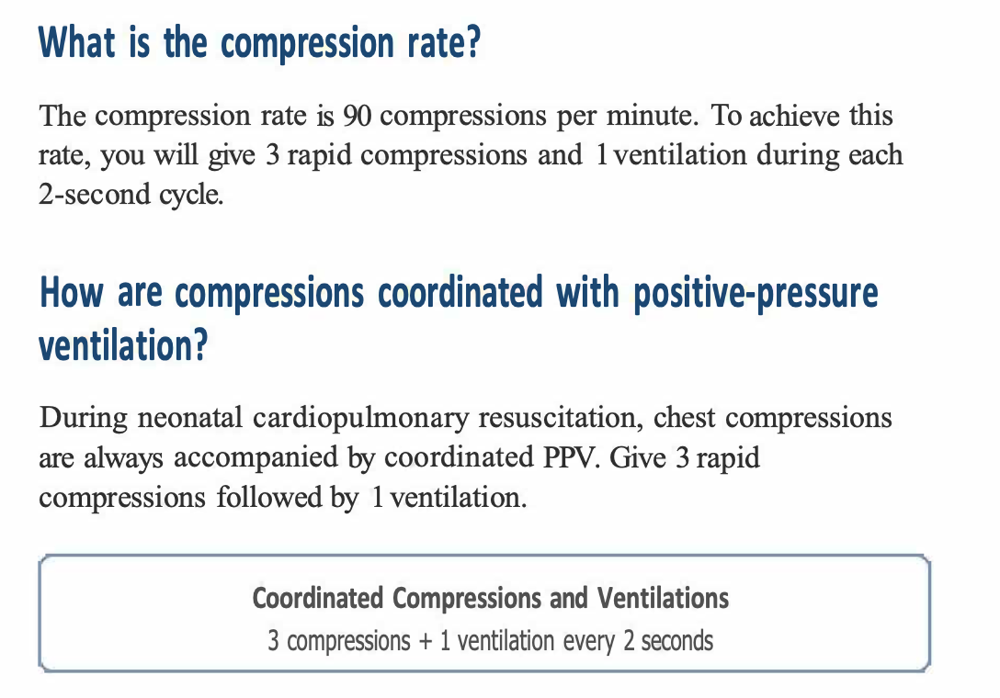 What is the compression rate?
The compression rate is 90 compressions per minute. To achieve this
rate, you will give 3 rapid compressions and 1 ventilation during each
2-second cycle.
How are compressions coordinated with positive-pressure
ventilation?
During neonatal cardiopulmonary resuscitation, chest compressions
are always accompanied by coordinated PPV. Give 3 rapid
compressions followed by 1 ventilation.
Coordinated Compressions and Ventilations
3 compressions + 1 ventilation every 2 seconds